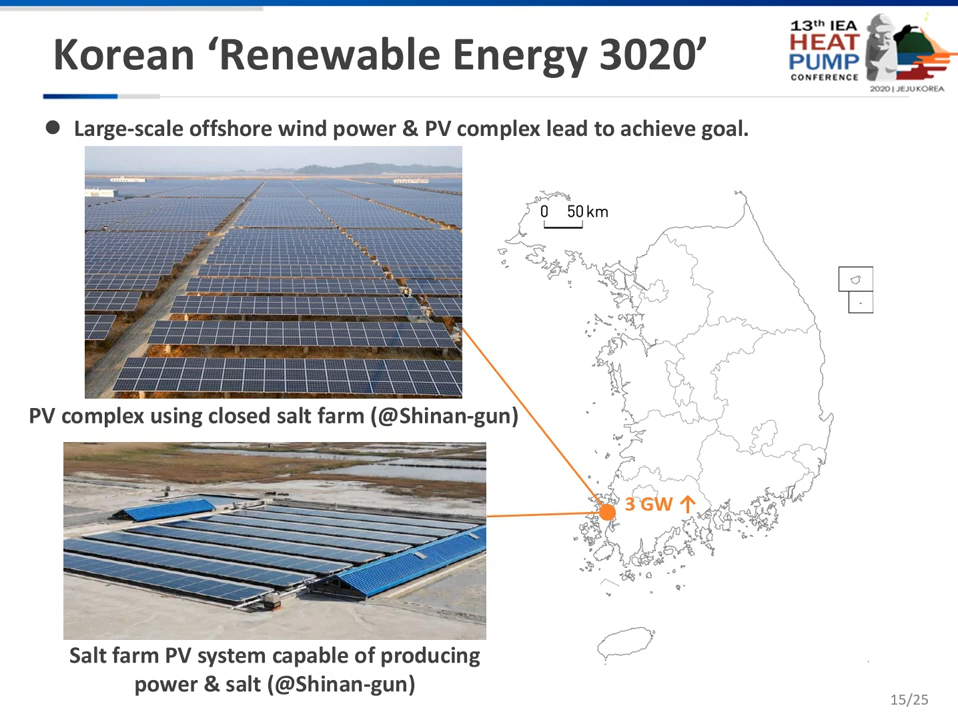 Korean ‘Renewable Energy 3020’
13th IEA
HEAT
PUMP
CONFERENCE
2020 | JEJU KOREA
● Large-scale offshore wind power & PV complex lead to achieve goal.
0 50 km
PV complex using closed salt farm (@Shinan-gun)
3 GW ↑
Salt farm PV system capable of producing
power & salt (@Shinan-gun)
15/25